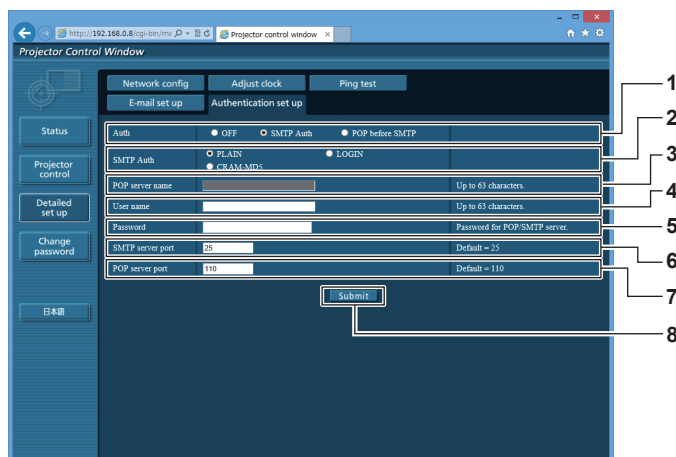 http://192.168.0.8/cgi-bin/ma
Projector control window
Projector Control Window
Network config Adjust clock Ping test
E-mail set up Authentication set up
Status
Projector control
Detailed set up
Change password
日本語
Auth OFF SMTP Auth POP before SMTP
SMTP Auth PLAIN LOGIN
CRAM-MD5
POP server name Up to 63 characters.
User name Up to 63 characters.
Password Password for POP/SMTP server.
SMTP server port 25 Default = 25
POP server port 110 Default = 110
Submit
1
2
3
4
5
6
7
8